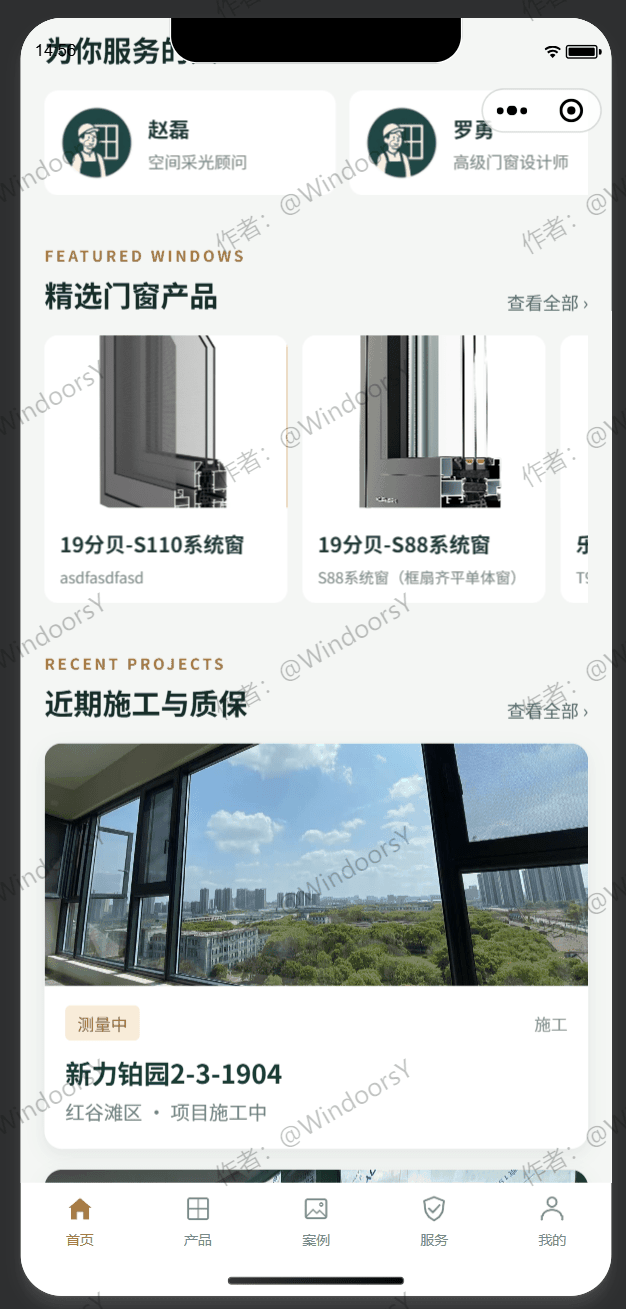 为你服务的
14:56
赵磊
空间采光顾问
罗勇
高级门窗设计师
FEATURED WINDOWS
精选门窗产品
查看全部 ›
19分贝-S110系统窗
asdfasdfasd
19分贝-S88系统窗
S88系统窗（框扇齐平单体窗）
RECENT PROJECTS
近期施工与质保
查看全部 ›
测量中
施工
新力铂园2-3-1904
红谷滩区 · 项目施工中
首页
产品
案例
服务
我的
作者：@WindoorsY